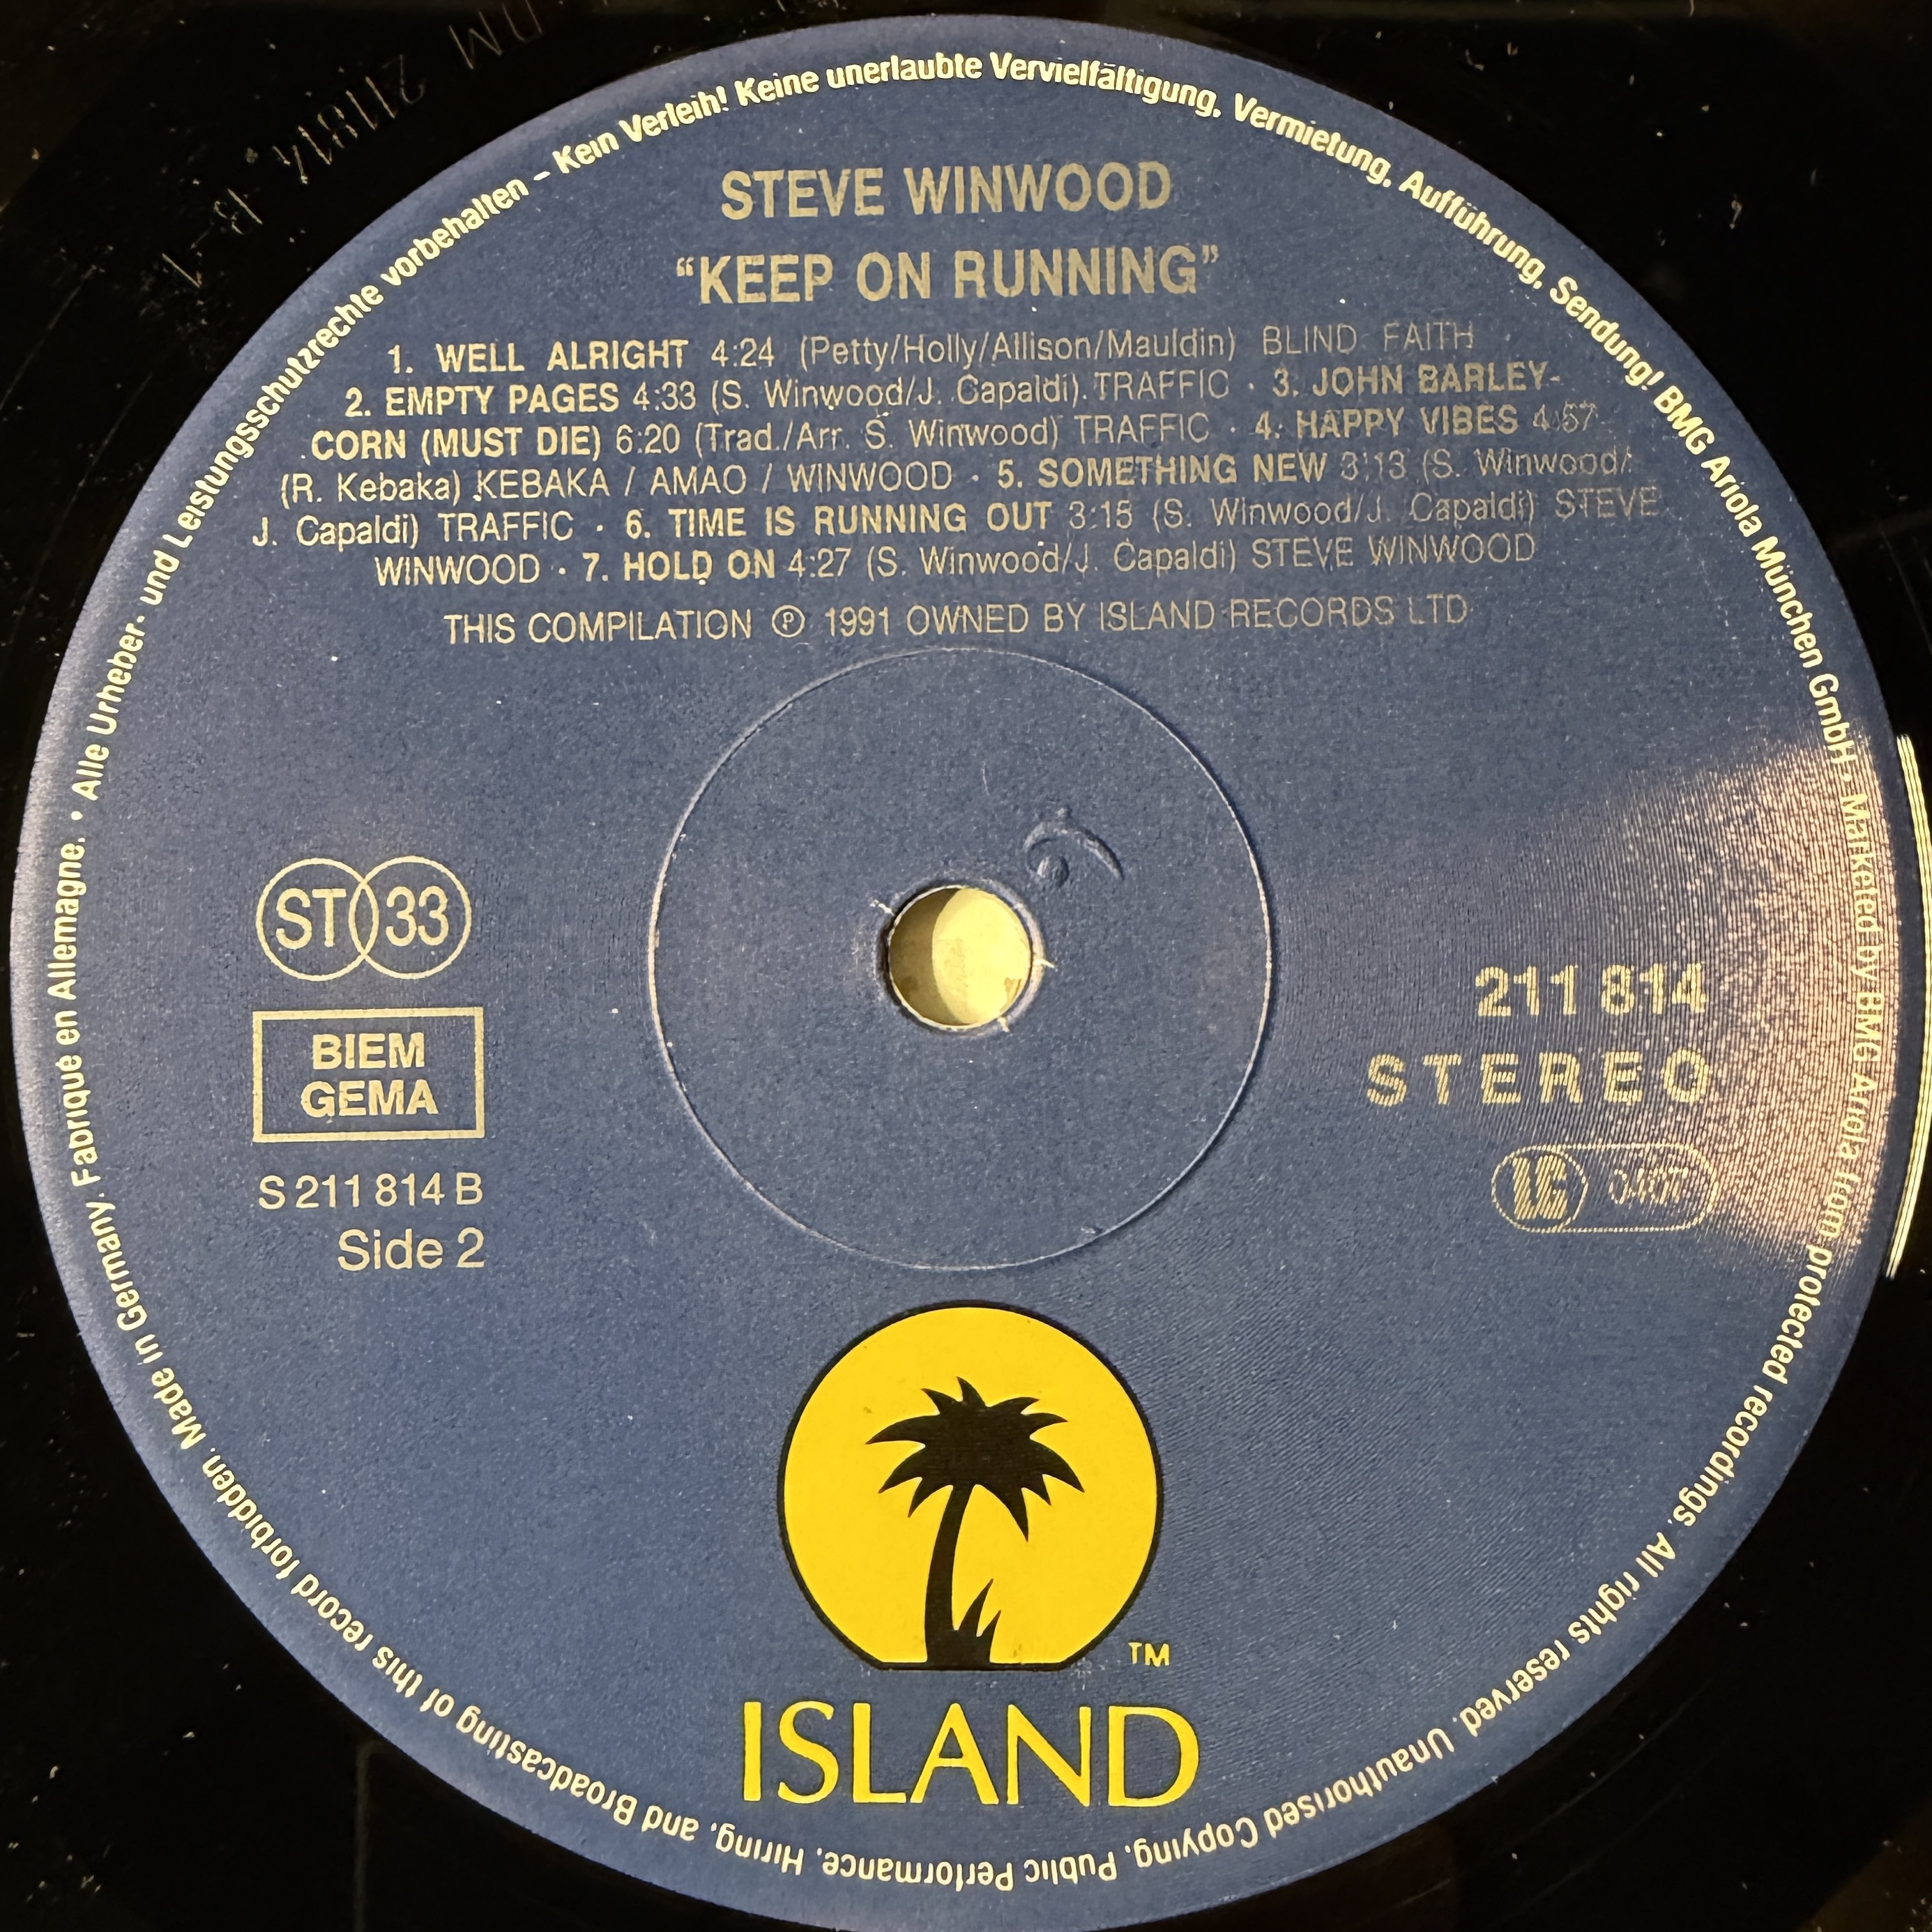 DM 211814 B-1
Alle Urheber- und Leistungsschutzrechte vorbehalten – Kein Verleih! Keine unerlaubte Vervielfältigung, Vermietung, Aufführung, Sendung! BMG Ariola München GmbH • Marketed by BMG Ariola from protected recordings. All rights reserved. Unauthorised Copying, Public Performance, Hiring, and Broadcasting of this record forbidden. Made in Germany. Fabriqué en Allemagne. •
STEVE WINWOOD
“KEEP ON RUNNING”
1. WELL ALRIGHT 4:24 (Petty/Holly/Allison/Mauldin) BLIND FAITH
2. EMPTY PAGES 4:33 (S. Winwood/J. Capaldi) TRAFFIC · 3. JOHN BARLEY-
CORN (MUST DIE) 6:20 (Trad./Arr. S. Winwood) TRAFFIC · 4. HAPPY VIBES 4:57
(R. Kebaka) KEBAKA / AMAO / WINWOOD · 5. SOMETHING NEW 3:13 (S. Winwood/
J. Capaldi) TRAFFIC · 6. TIME IS RUNNING OUT 3:15 (S. Winwood/J. Capaldi) STEVE
WINWOOD · 7. HOLD ON 4:27 (S. Winwood/J. Capaldi) STEVE WINWOOD
THIS COMPILATION ℗ 1991 OWNED BY ISLAND RECORDS LTD
ST 33
BIEM
GEMA
S 211 814 B
Side 2
211 814
STEREO
LC
TM
ISLAND